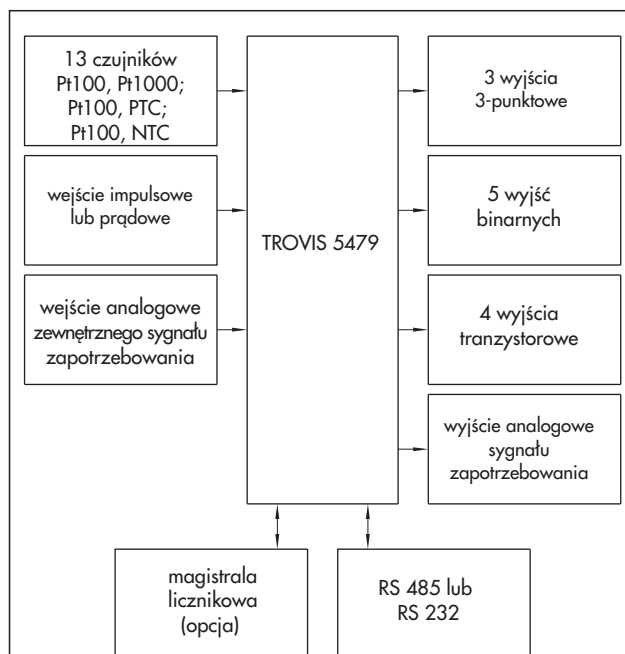 13 czujników
Pt100, Pt1000;
Pt100, PTC;
Pt100, NTC
wejście impulsowe
lub prądowe
wejście analogowe
zewnętrznego sygnału
zapotrzebowania
TROVIS 5479
3 wyjścia
3-punktowe
5 wyjść
binarnych
4 wyjścia
tranzystorowe
wyjście analogowe
sygnału
zapotrzebowania
magistrala
licznikowa
(opcja)
RS 485 lub
RS 232